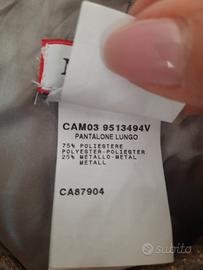 CAM03 9513494V
PANTALONE LUNGO
75% POLIESTERE
POLYESTER-POLIESTER
25% METALLO-METAL
METALL
CA87904
subito